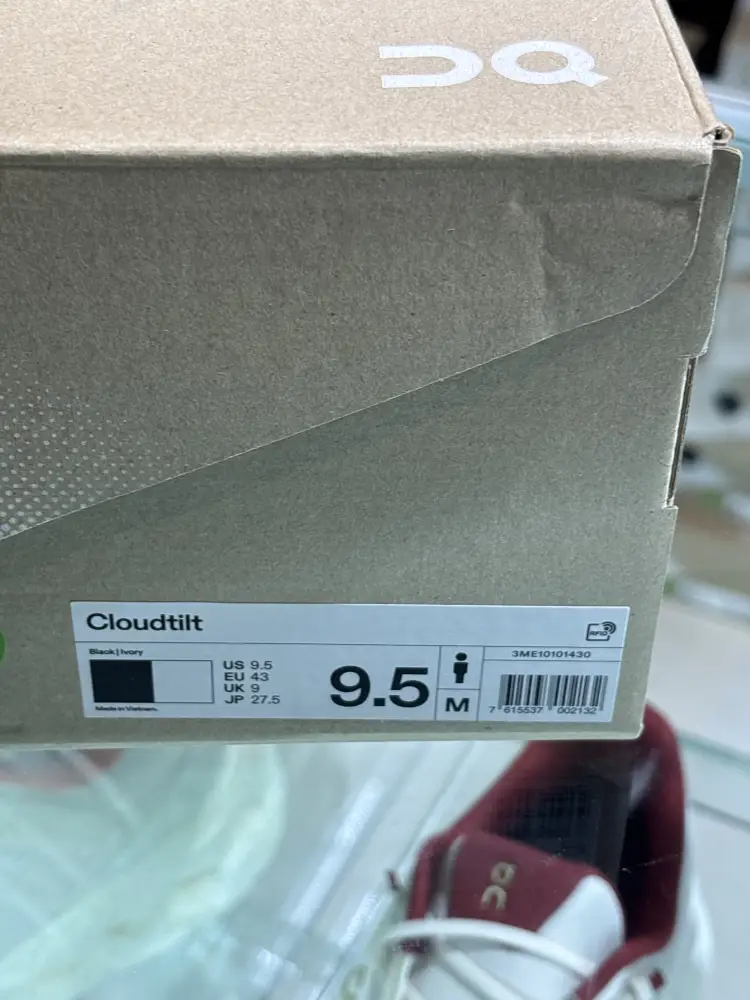 ON
Cloudtilt
RFID
Black | Ivory
US 9.5
EU 43
UK 9
JP 27.5
9.5
M
3ME10101430
7 615537 002132
Made in Vietnam.
ON